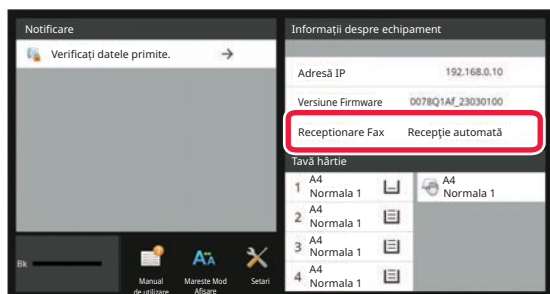 Notificare
Verificați datele primite.
Informații despre echipament
Adresă IP 192.168.0.10
Versiune Firmware 0078Q1Af_23030100
Receptionare Fax Recepție automată
Tavă hârtie
1 A4
Normala 1
A4
Normala 1
2 A4
Normala 1
3 A4
Normala 1
4 A4
Normala 1
Bk
Manual
de utilizare
Mareste Mod
Afisare
Setari